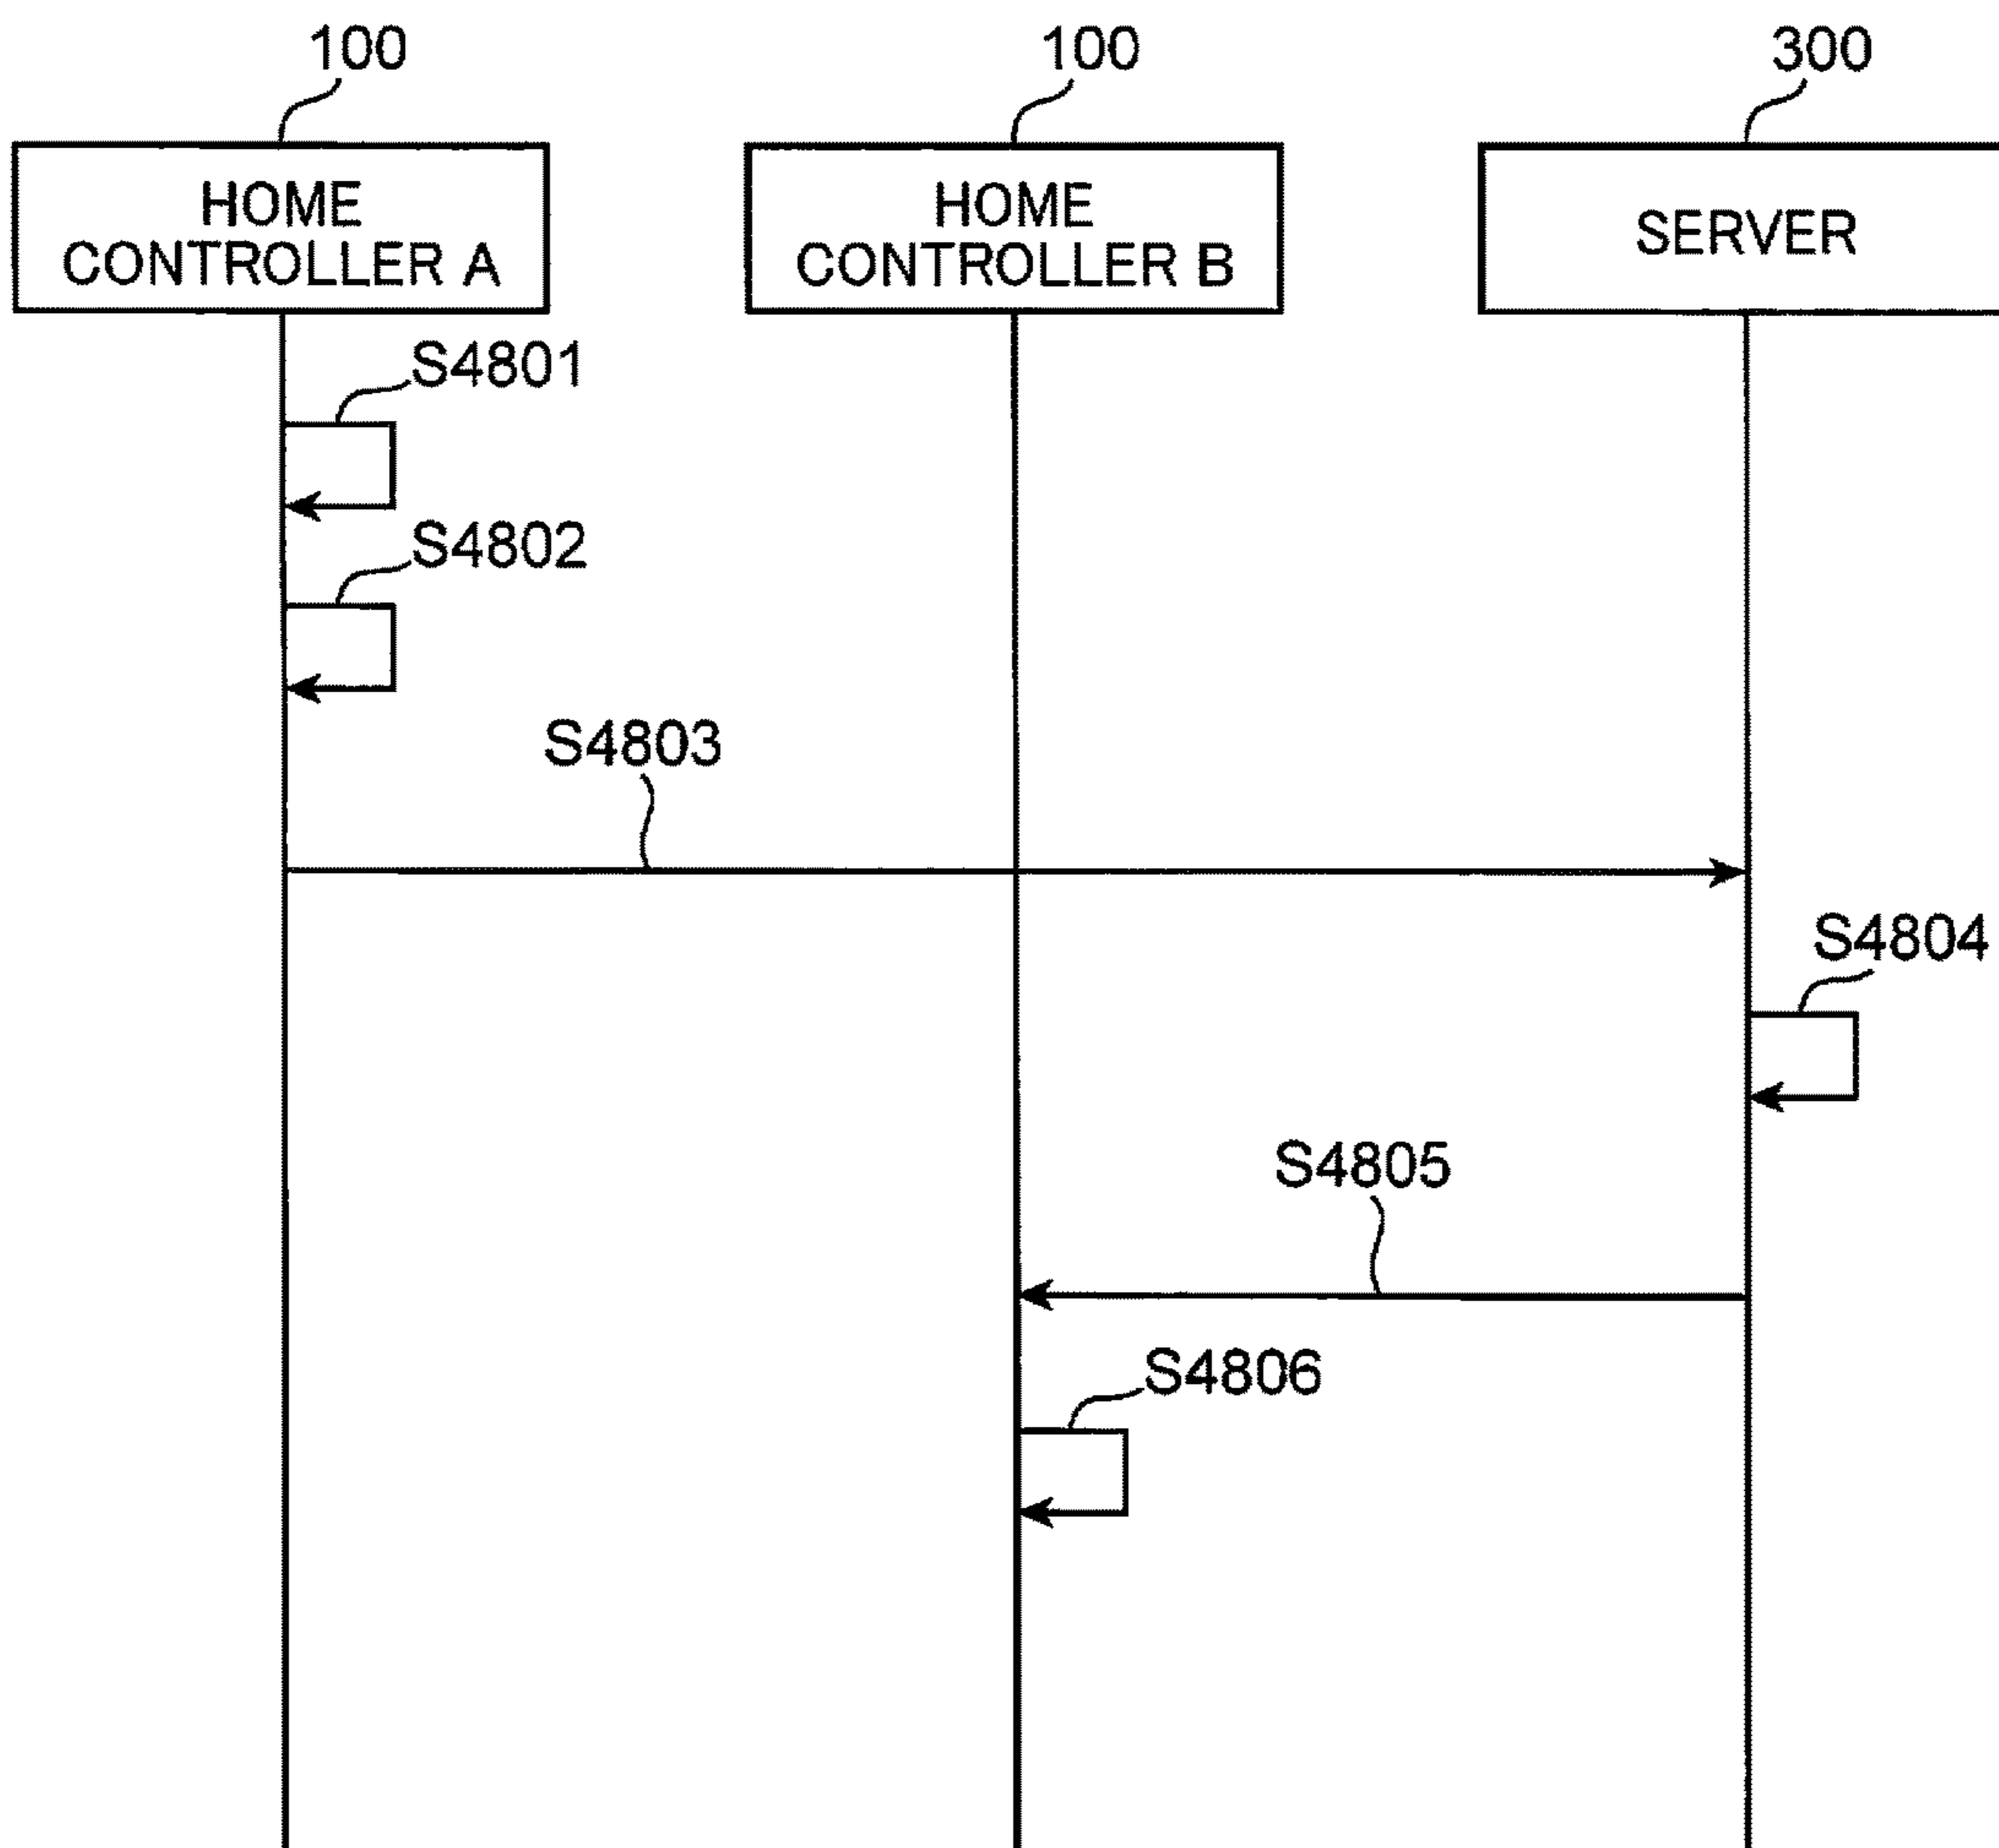 100
100
300
HOME
CONTROLLER A
HOME
CONTROLLER B
SERVER
S4801
S4802
S4803
S4804
S4805
S4806